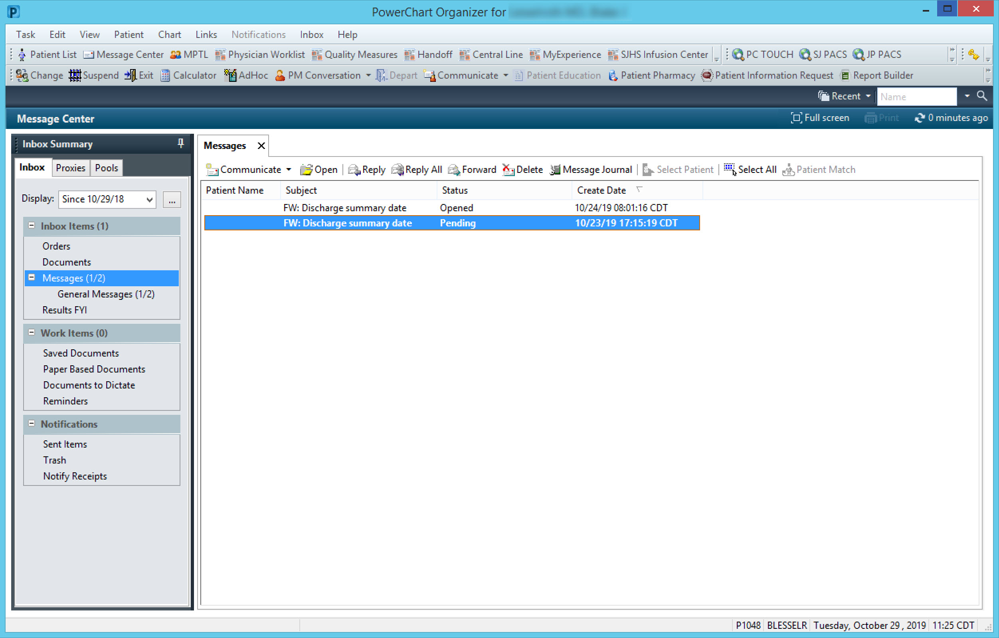 PowerChart Organizer for
Task Edit View Patient Chart Links Notifications Inbox Help
Patient List Message Center MPTL Physician Worklist Quality Measures Handoff Central Line MyExperience SJHS Infusion Center PC TOUCH SJ PACS JP PACS
Change Suspend Exit Calculator AdHoc PM Conversation Depart Communicate Patient Education Patient Pharmacy Patient Information Request Report Builder
Recent Name
Message Center Full screen Print 0 minutes ago
Inbox Summary
Messages
Inbox Proxies Pools
Communicate Open Reply Reply All Forward Delete Message Journal Select Patient Select All Patient Match
Display: Since 10/29/18 ...
Patient Name Subject Status Create Date
FW: Discharge summary date Opened 10/24/19 08:01:16 CDT
FW: Discharge summary date Pending 10/23/19 17:15:19 CDT
Inbox Items (1)
Orders
Documents
Messages (1/2)
General Messages (1/2)
Results FYI
Work Items (0)
Saved Documents
Paper Based Documents
Documents to Dictate
Reminders
Notifications
Sent Items
Trash
Notify Receipts
P1048 BLESSELR Tuesday, October 29, 2019 11:25 CDT